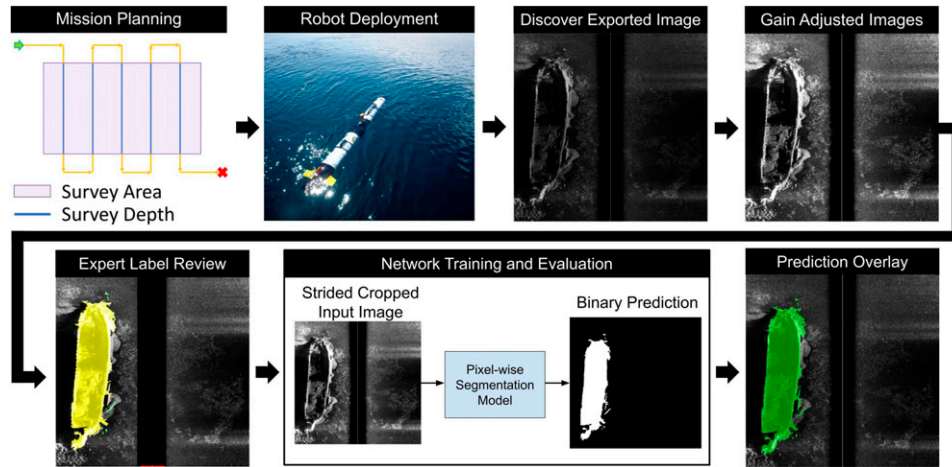 Mission Planning
Robot Deployment
Discover Exported Image
Gain Adjusted Images
Survey Area
Survey Depth
Expert Label Review
Network Training and Evaluation
Prediction Overlay
Strided Cropped
Input Image
Binary Prediction
Pixel-wise
Segmentation
Model